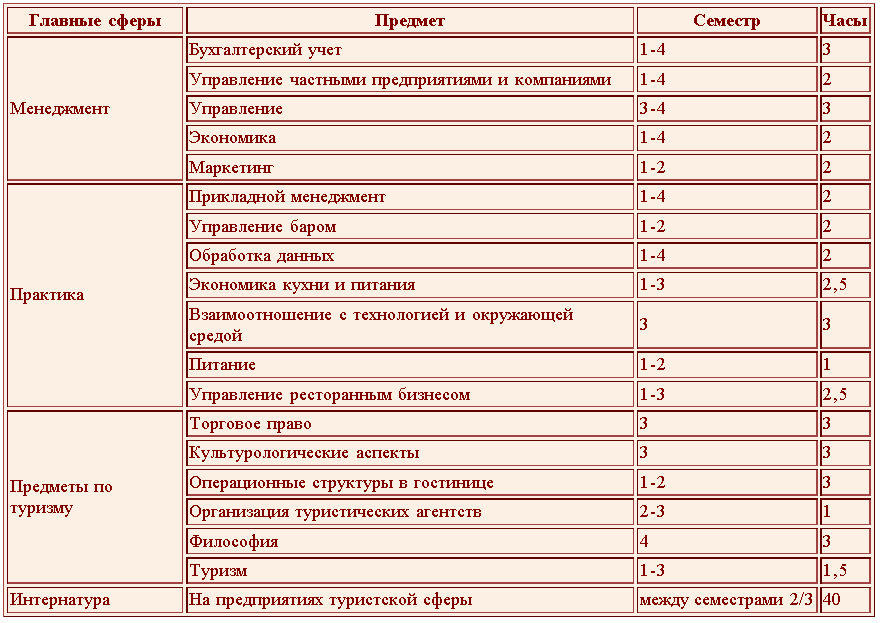 Главные сферы Предмет Семестр Часы
Менеджмент
Бухгалтерский учет 1-4 3
Управление частными предприятиями и компаниями 1-4 2
Управление 3-4 3
Экономика 1-4 2
Маркетинг 1-2 2
Практика
Прикладной менеджмент 1-4 2
Управление баром 1-2 2
Обработка данных 1-4 2
Экономика кухни и питания 1-3 2,5
Взаимоотношение с технологией и окружающей
средой 3 3
Питание 1-2 1
Управление ресторанным бизнесом 1-3 2,5
Предметы по
туризму
Торговое право 3 3
Культурологические аспекты 3 3
Операционные структуры в гостинице 1-2 3
Организация туристических агентств 2-3 1
Философия 4 3
Туризм 1-3 1,5
Интернатура На предприятиях туристской сферы между семестрами 2/3 40